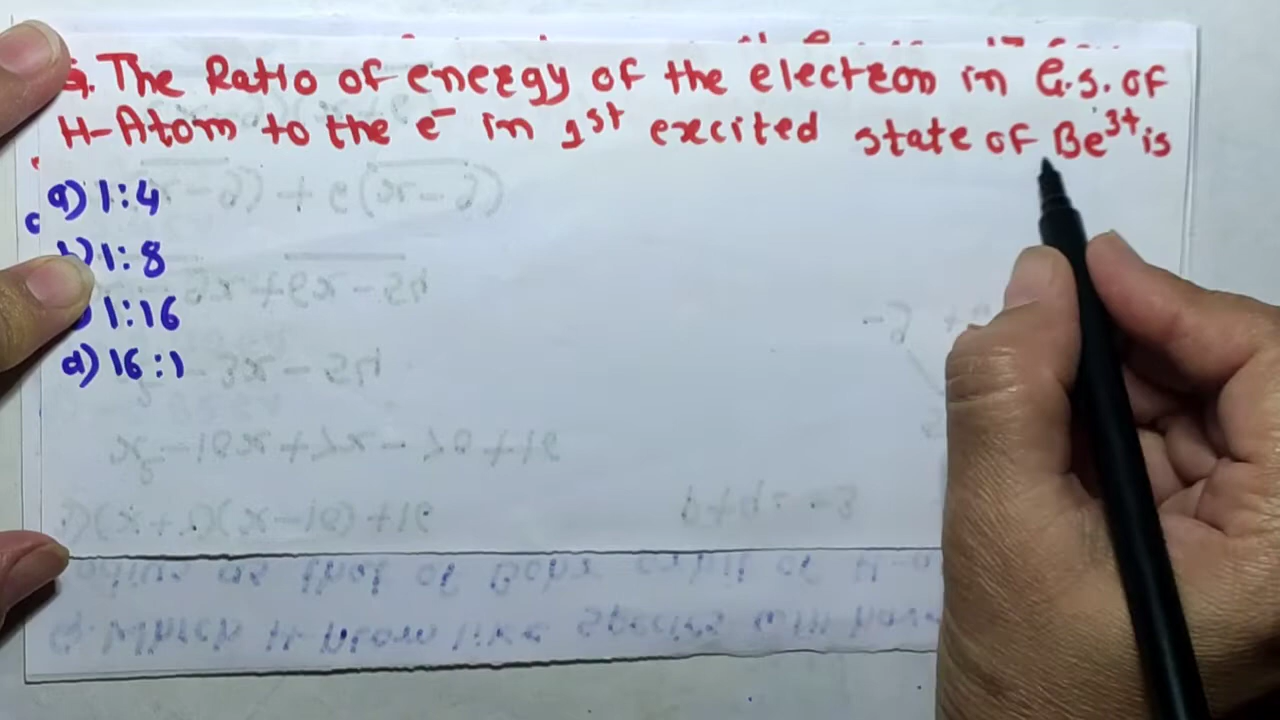 Q. The Ratio of energy of the electron in G.S. of
H-Atom to the e⁻ in 1st excited state of Be³⁺ is
a) 1:4
b) 1:8
) 1:16
d) 16:1